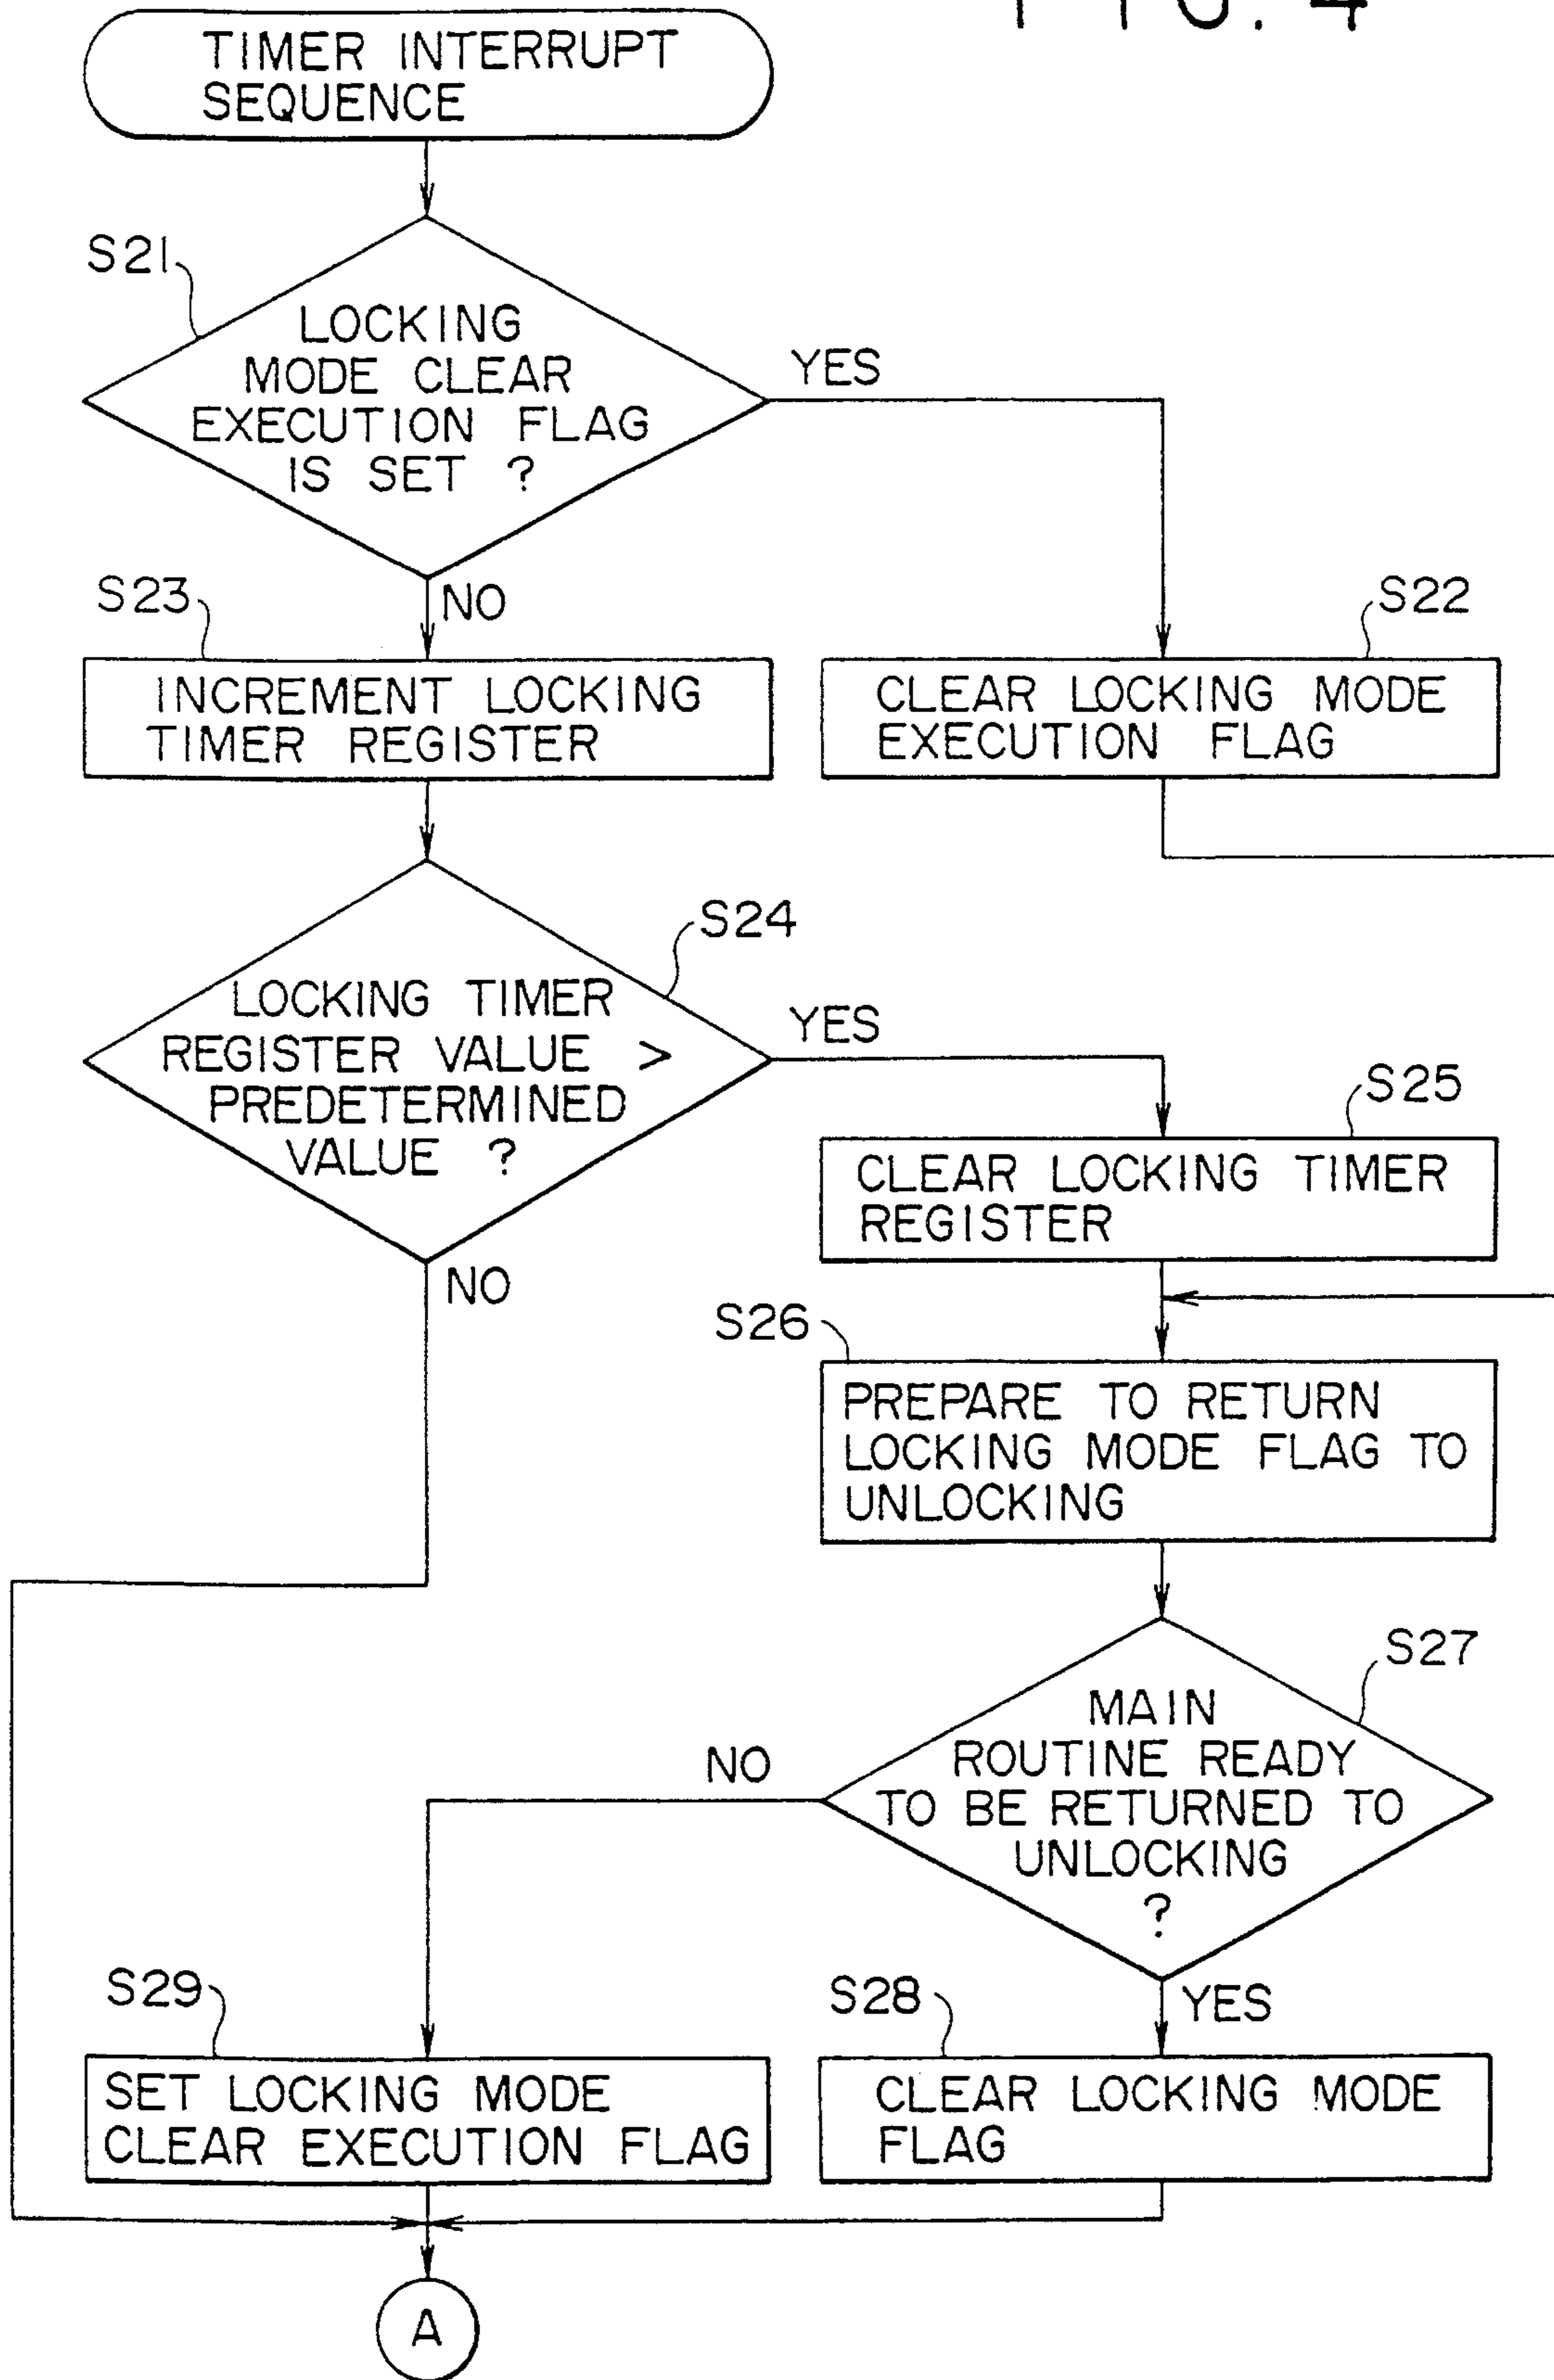 FIG. 4
TIMER INTERRUPT
SEQUENCE
S21
LOCKING
MODE CLEAR
EXECUTION FLAG
IS SET ?
YES
NO
S23
INCREMENT LOCKING
TIMER REGISTER
S22
CLEAR LOCKING MODE
EXECUTION FLAG
S24
LOCKING TIMER
REGISTER VALUE >
PREDETERMINED
VALUE ?
YES
NO
S25
CLEAR LOCKING TIMER
REGISTER
S26
PREPARE TO RETURN
LOCKING MODE FLAG TO
UNLOCKING
S27
MAIN
ROUTINE READY
TO BE RETURNED TO
UNLOCKING
?
NO
YES
S29
SET LOCKING MODE
CLEAR EXECUTION FLAG
S28
CLEAR LOCKING MODE
FLAG
A